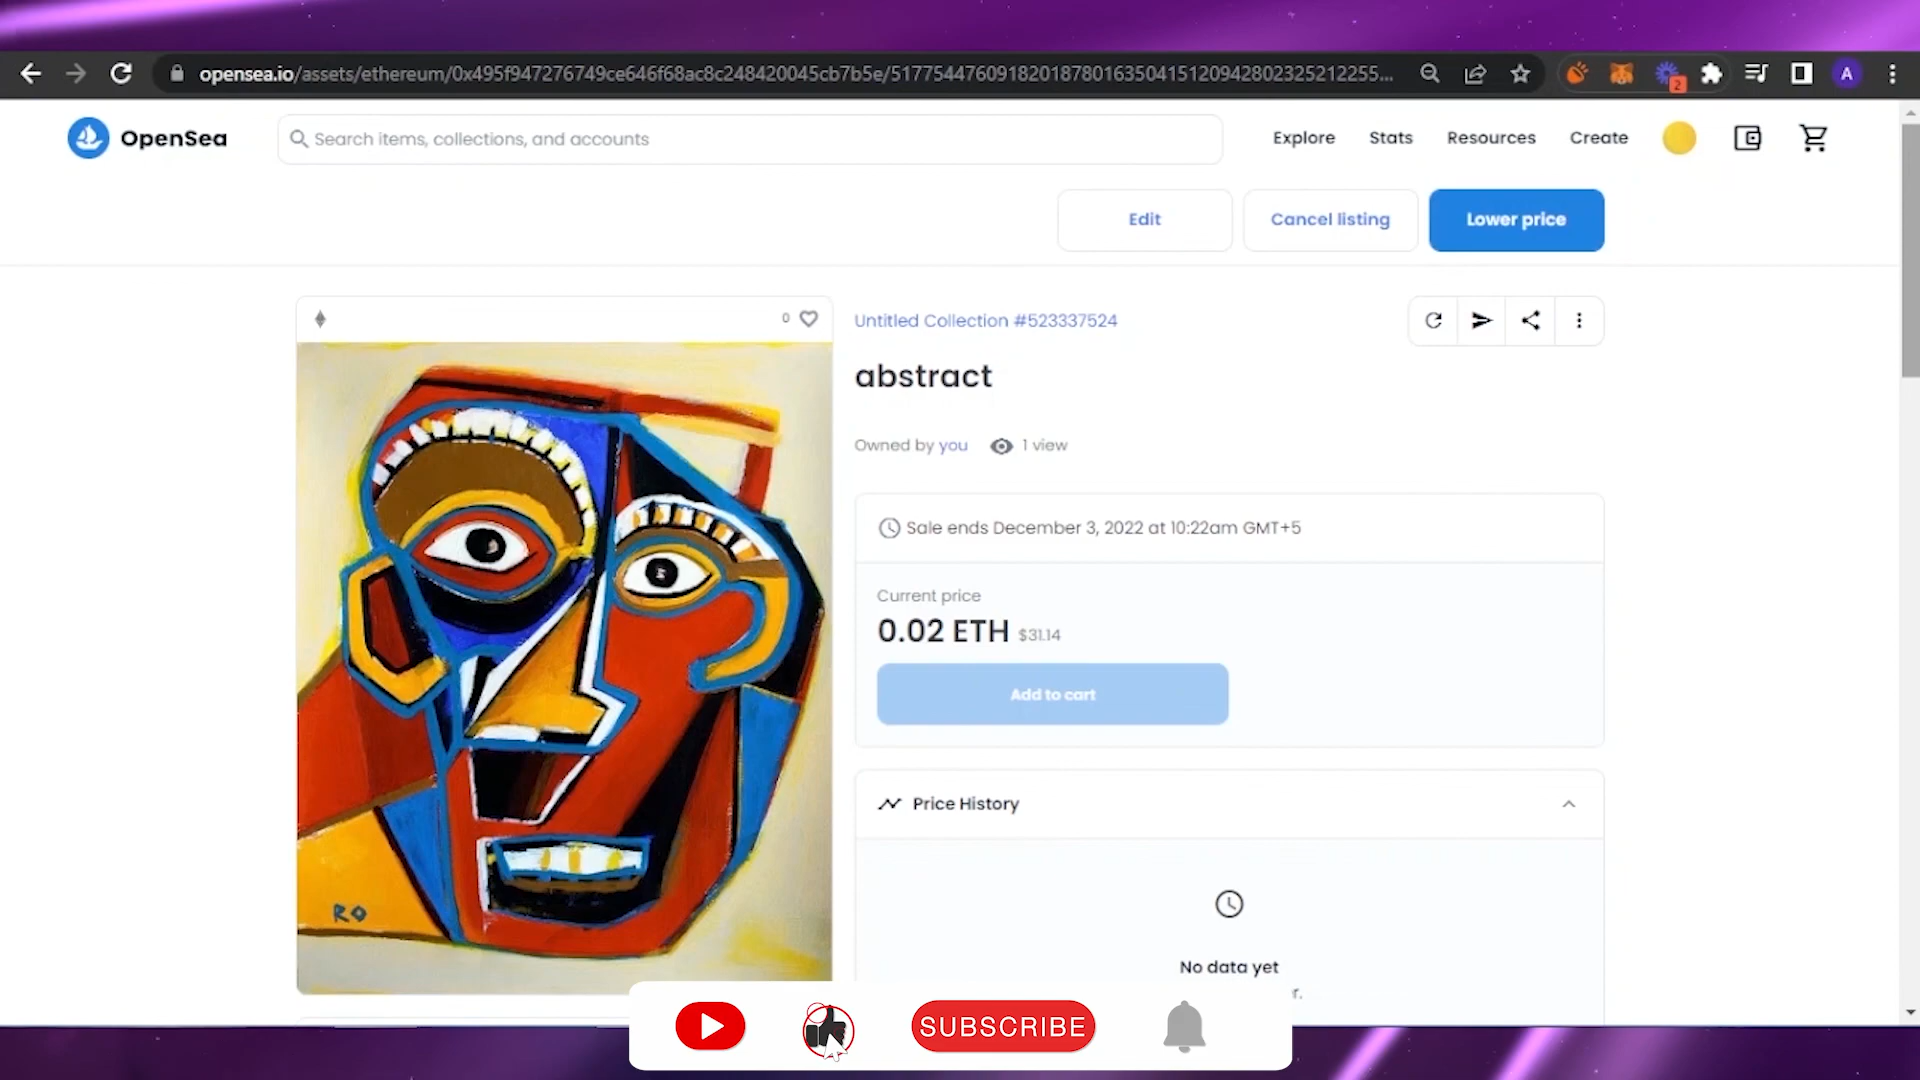 opensea.io/assets/ethereum/0x495f947276749ce646f68ac8c248420045cb7b5e/5177544760918201878016350415120942802325212255...
2
A
OpenSea
Search items, collections, and accounts
Explore
Stats
Resources
Create
Edit
Cancel listing
Lower price
0
Untitled Collection #523337524
abstract
Owned by you
1 view
Sale ends December 3, 2022 at 10:22am GMT+5
Current price
0.02 ETH $31.14
Add to cart
Price History
RO
No data yet
r.
SUBSCRIBE